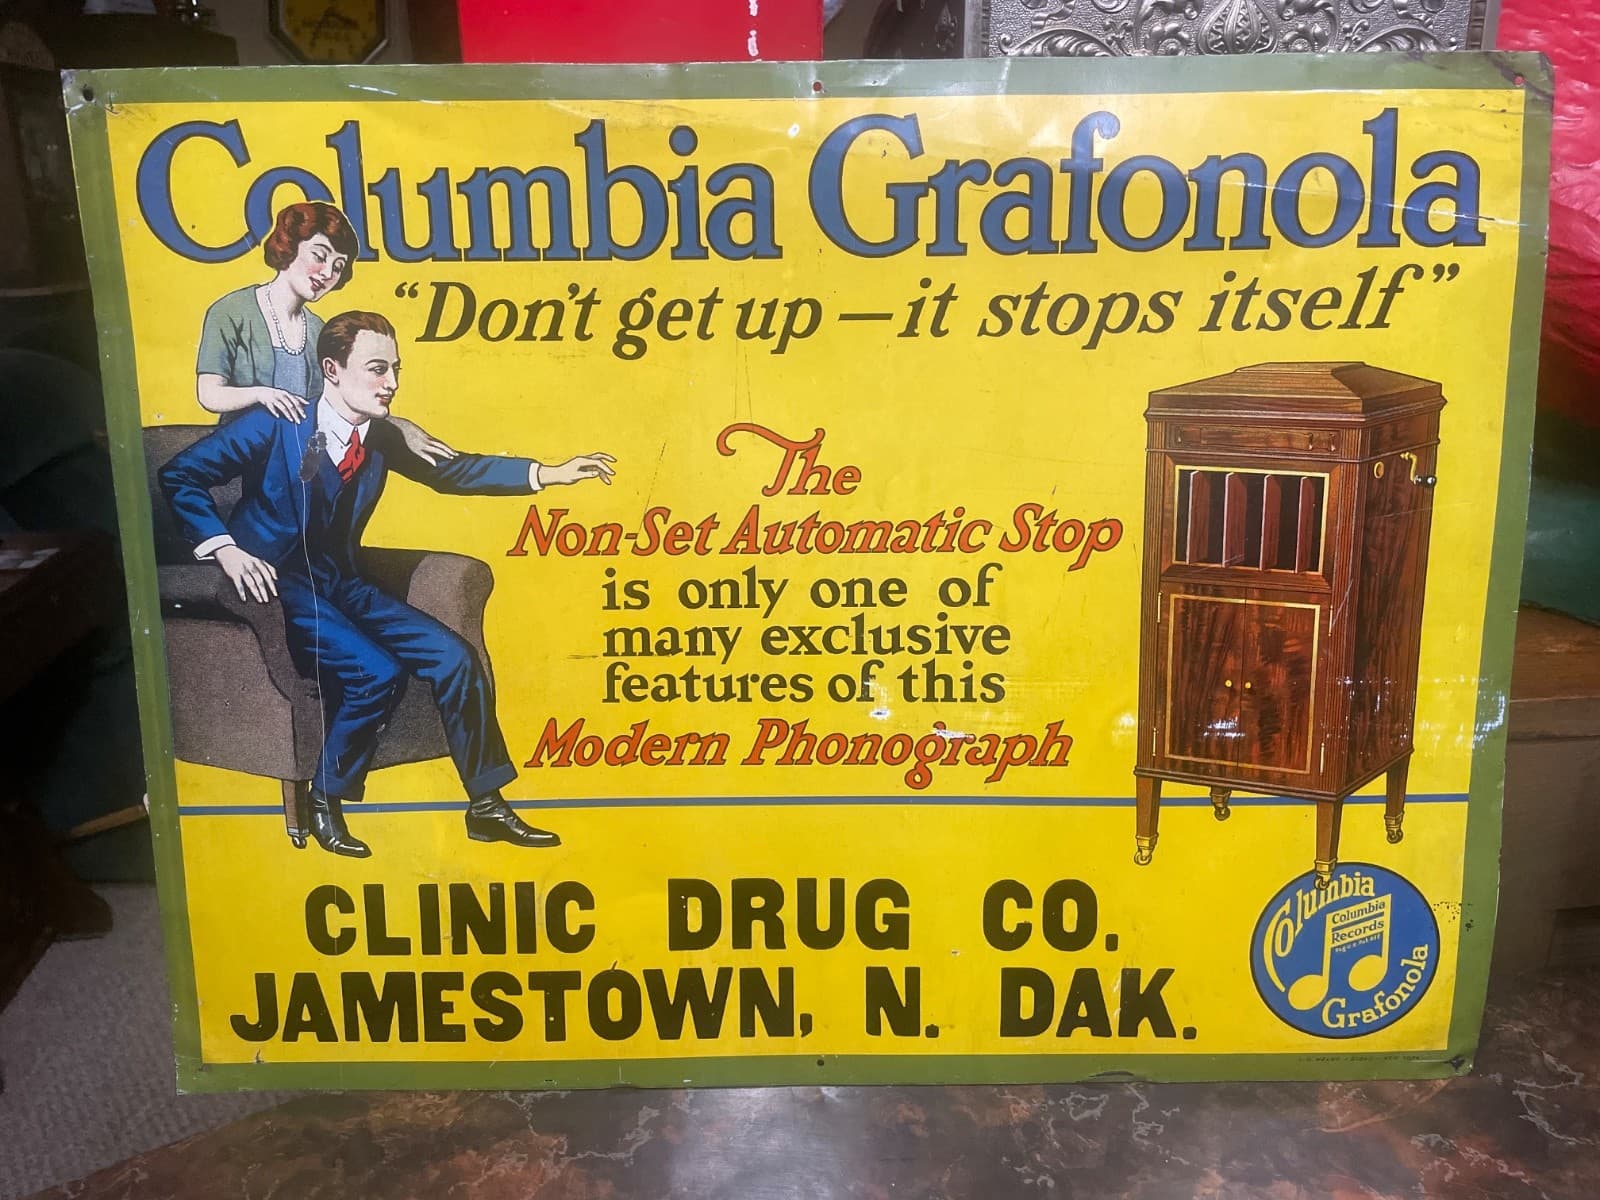 Columbia Grafonola
“Don't get up — it stops itself”
The
Non-Set Automatic Stop
is only one of
many exclusive
features of this
Modern Phonograph
CLINIC DRUG CO.
JAMESTOWN, N. DAK.
Columbia
Columbia
Records
Grafonola